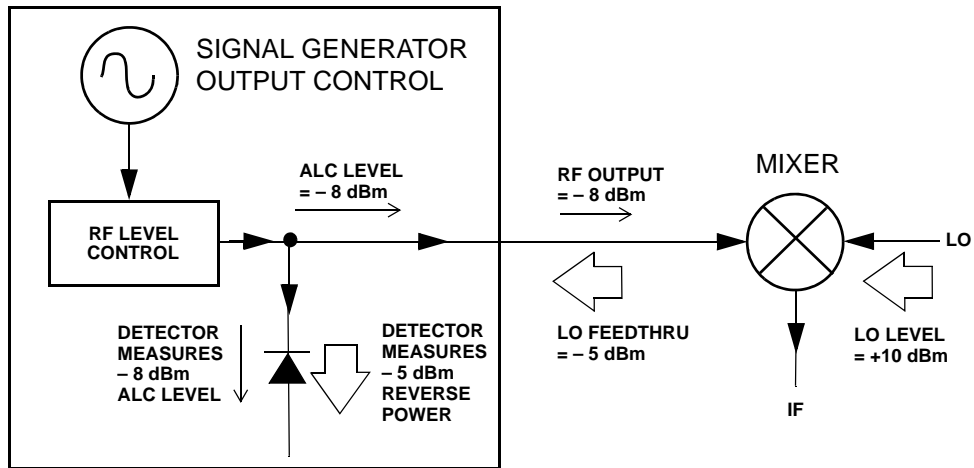 SIGNAL GENERATOR
OUTPUT CONTROL
ALC LEVEL
= – 8 dBm
RF OUTPUT
= – 8 dBm
MIXER
RF LEVEL
CONTROL
LO
DETECTOR
MEASURES
– 8 dBm
ALC LEVEL
DETECTOR
MEASURES
– 5 dBm
REVERSE
POWER
LO FEEDTHRU
= – 5 dBm
LO LEVEL
= +10 dBm
IF